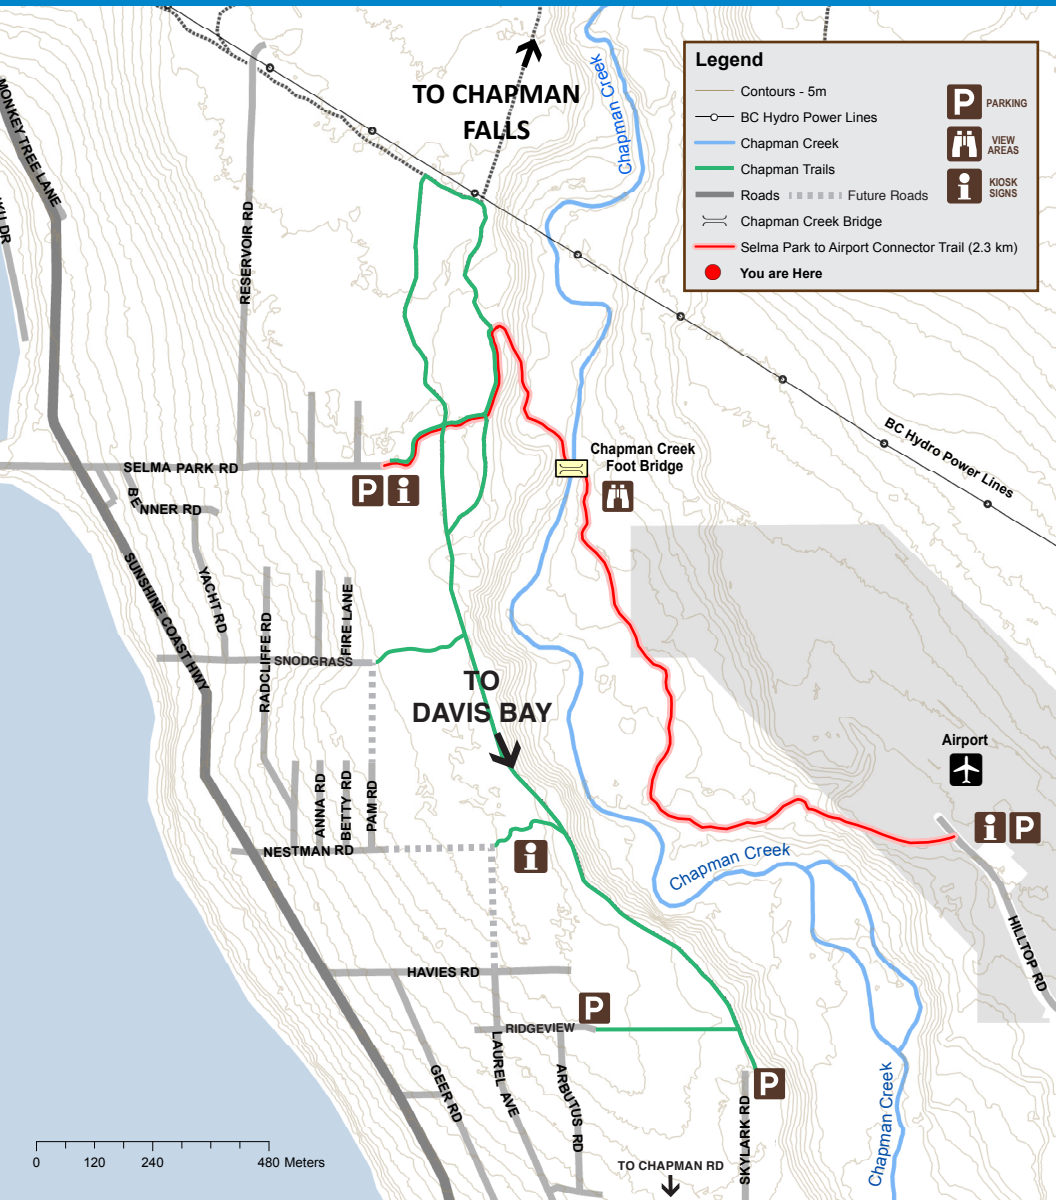 TO CHAPMAN
FALLS
Chapman Creek
Legend
Contours - 5m
BC Hydro Power Lines
Chapman Creek
Chapman Trails
Roads
Future Roads
Chapman Creek Bridge
Selma Park to Airport Connector Trail (2.3 km)
You are Here
P
PARKING
VIEW
AREAS
i
KIOSK
SIGNS
MONKEY TREE LANE
DR
RESERVOIR RD
BC Hydro Power Lines
SELMA PARK RD
P
i
Chapman Creek
Foot Bridge
BENNER RD
YACHT RD
SUNSHINE COAST HWY
RADCLIFFE RD
FIRE LANE
SNODGRASS
TO
DAVIS BAY
Airport
ANNA RD
BETTY RD
PAM RD
NESTMAN RD
i
i
P
Chapman Creek
HILLTOP RD
HAVIES RD
P
RIDGEVIEW
LAUREL AVE
ARBUTUS RD
GEER RD
P
SKYLARK RD
Chapman Creek
TO CHAPMAN RD
0
120
240
480 Meters